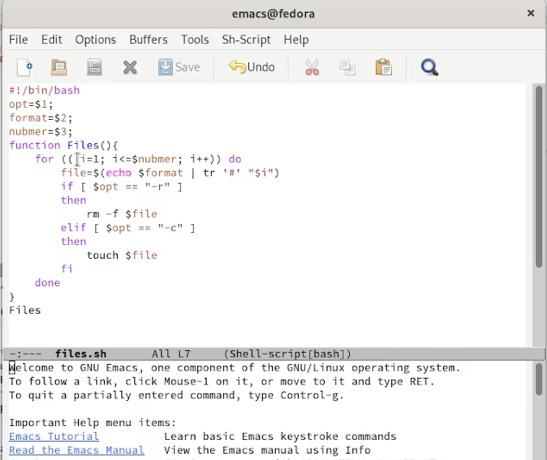 emacs@fedora
File Edit Options Buffers Tools Sh-Script Help
Save Undo
#!/bin/bash
opt=$1;
format=$2;
nubmer=$3;
function Files(){
    for ((i=1; i<=$nubmer; i++)) do
        file=$(echo $format | tr '#' "$i")
        if [ $opt == "-r" ]
        then
            rm -f $file
        elif [ $opt == "-c" ]
        then
            touch $file
        fi
    done
}
Files
-:--- files.sh All L7 (Shell-script[bash])
Welcome to GNU Emacs, one component of the GNU/Linux operating system.
To follow a link, click Mouse-1 on it, or move to it and type RET.
To quit a partially entered command, type Control-g.
Important Help menu items:
Emacs Tutorial Learn basic Emacs keystroke commands
Read the Emacs Manual View the Emacs manual using Info